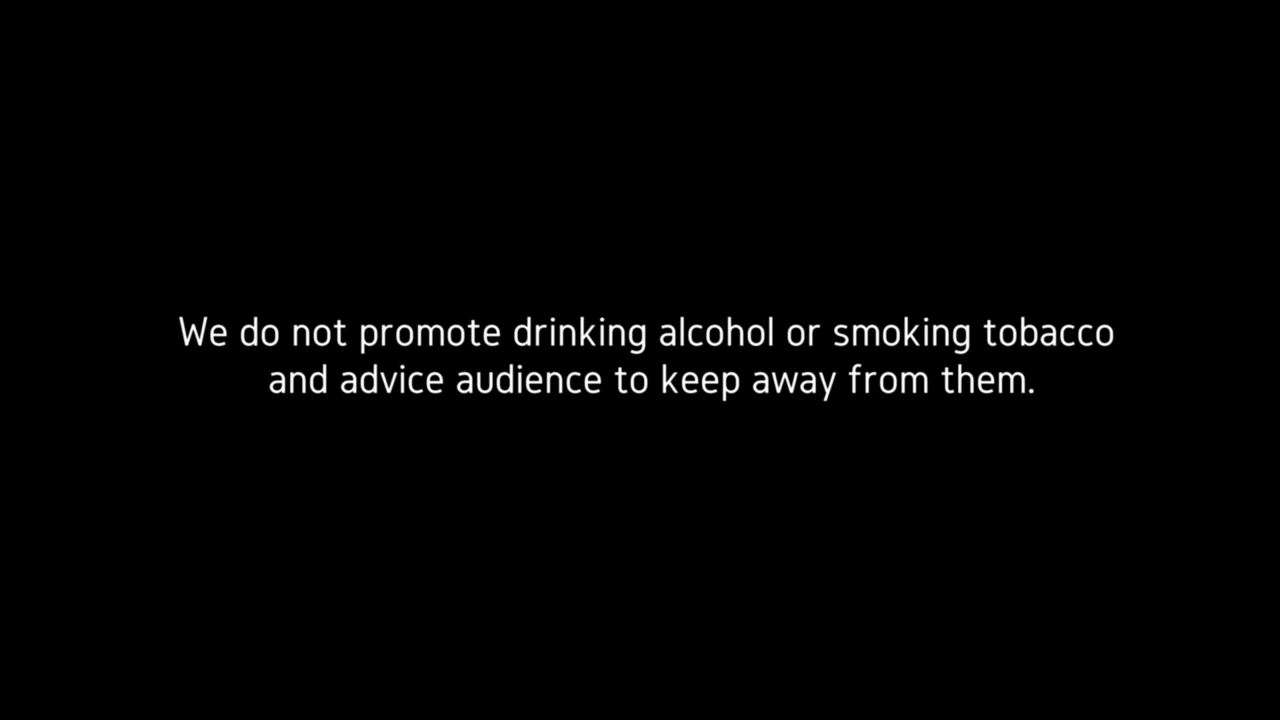 We do not promote drinking alcohol or smoking tobacco
and advice audience to keep away from them.